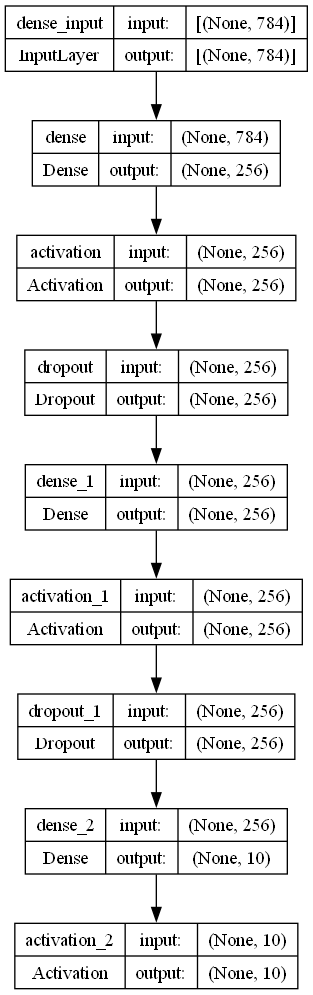 dense_input input: [(None, 784)]
InputLayer output: [(None, 784)]
dense input: (None, 784)
Dense output: (None, 256)
activation input: (None, 256)
Activation output: (None, 256)
dropout input: (None, 256)
Dropout output: (None, 256)
dense_1 input: (None, 256)
Dense output: (None, 256)
activation_1 input: (None, 256)
Activation output: (None, 256)
dropout_1 input: (None, 256)
Dropout output: (None, 256)
dense_2 input: (None, 256)
Dense output: (None, 10)
activation_2 input: (None, 10)
Activation output: (None, 10)